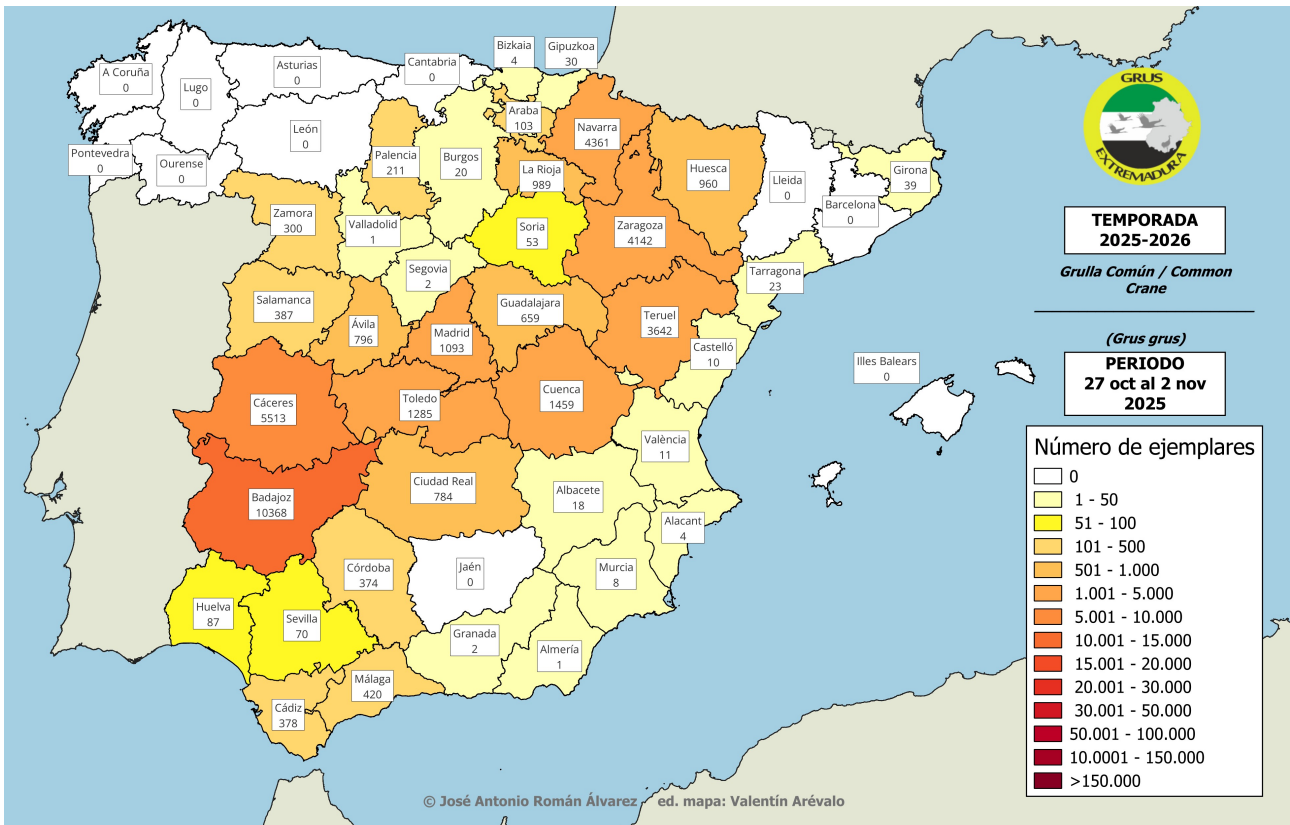 Bizkaia
4
Gipuzkoa
30
Cantabria
0
Asturias
0
A Coruña
0
Lugo
0
León
0
Araba
103
Navarra
4361
Palencia
211
Burgos
20
La Rioja
989
Huesca
960
Lleida
0
Girona
39
Pontevedra
0
Ourense
0
Barcelona
0
Zamora
300
Valladolid
1
Soria
53
Zaragoza
4142
Segovia
2
Tarragona
23
Salamanca
387
Ávila
796
Madrid
1093
Guadalajara
659
Teruel
3642
Castelló
10
Illes Balears
0
Cáceres
5513
Toledo
1285
Cuenca
1459
València
11
Badajoz
10368
Ciudad Real
784
Albacete
18
Alacant
4
Córdoba
374
Jaén
0
Murcia
8
Huelva
87
Sevilla
70
Granada
2
Almería
1
Málaga
420
Cádiz
378
GRUS
EXTREMADURA
TEMPORADA
2025-2026
Grulla Común / Common
Crane
(Grus grus)
PERIODO
27 oct al 2 nov
2025
Número de ejemplares
0
1 - 50
51 - 100
101 - 500
501 - 1.000
1.001 - 5.000
5.001 - 10.000
10.001 - 15.000
15.001 - 20.000
20.001 - 30.000
30.001 - 50.000
50.001 - 100.000
10.0001 - 150.000
>150.000
© José Antonio Román Álvarez ed. mapa: Valentín Arévalo